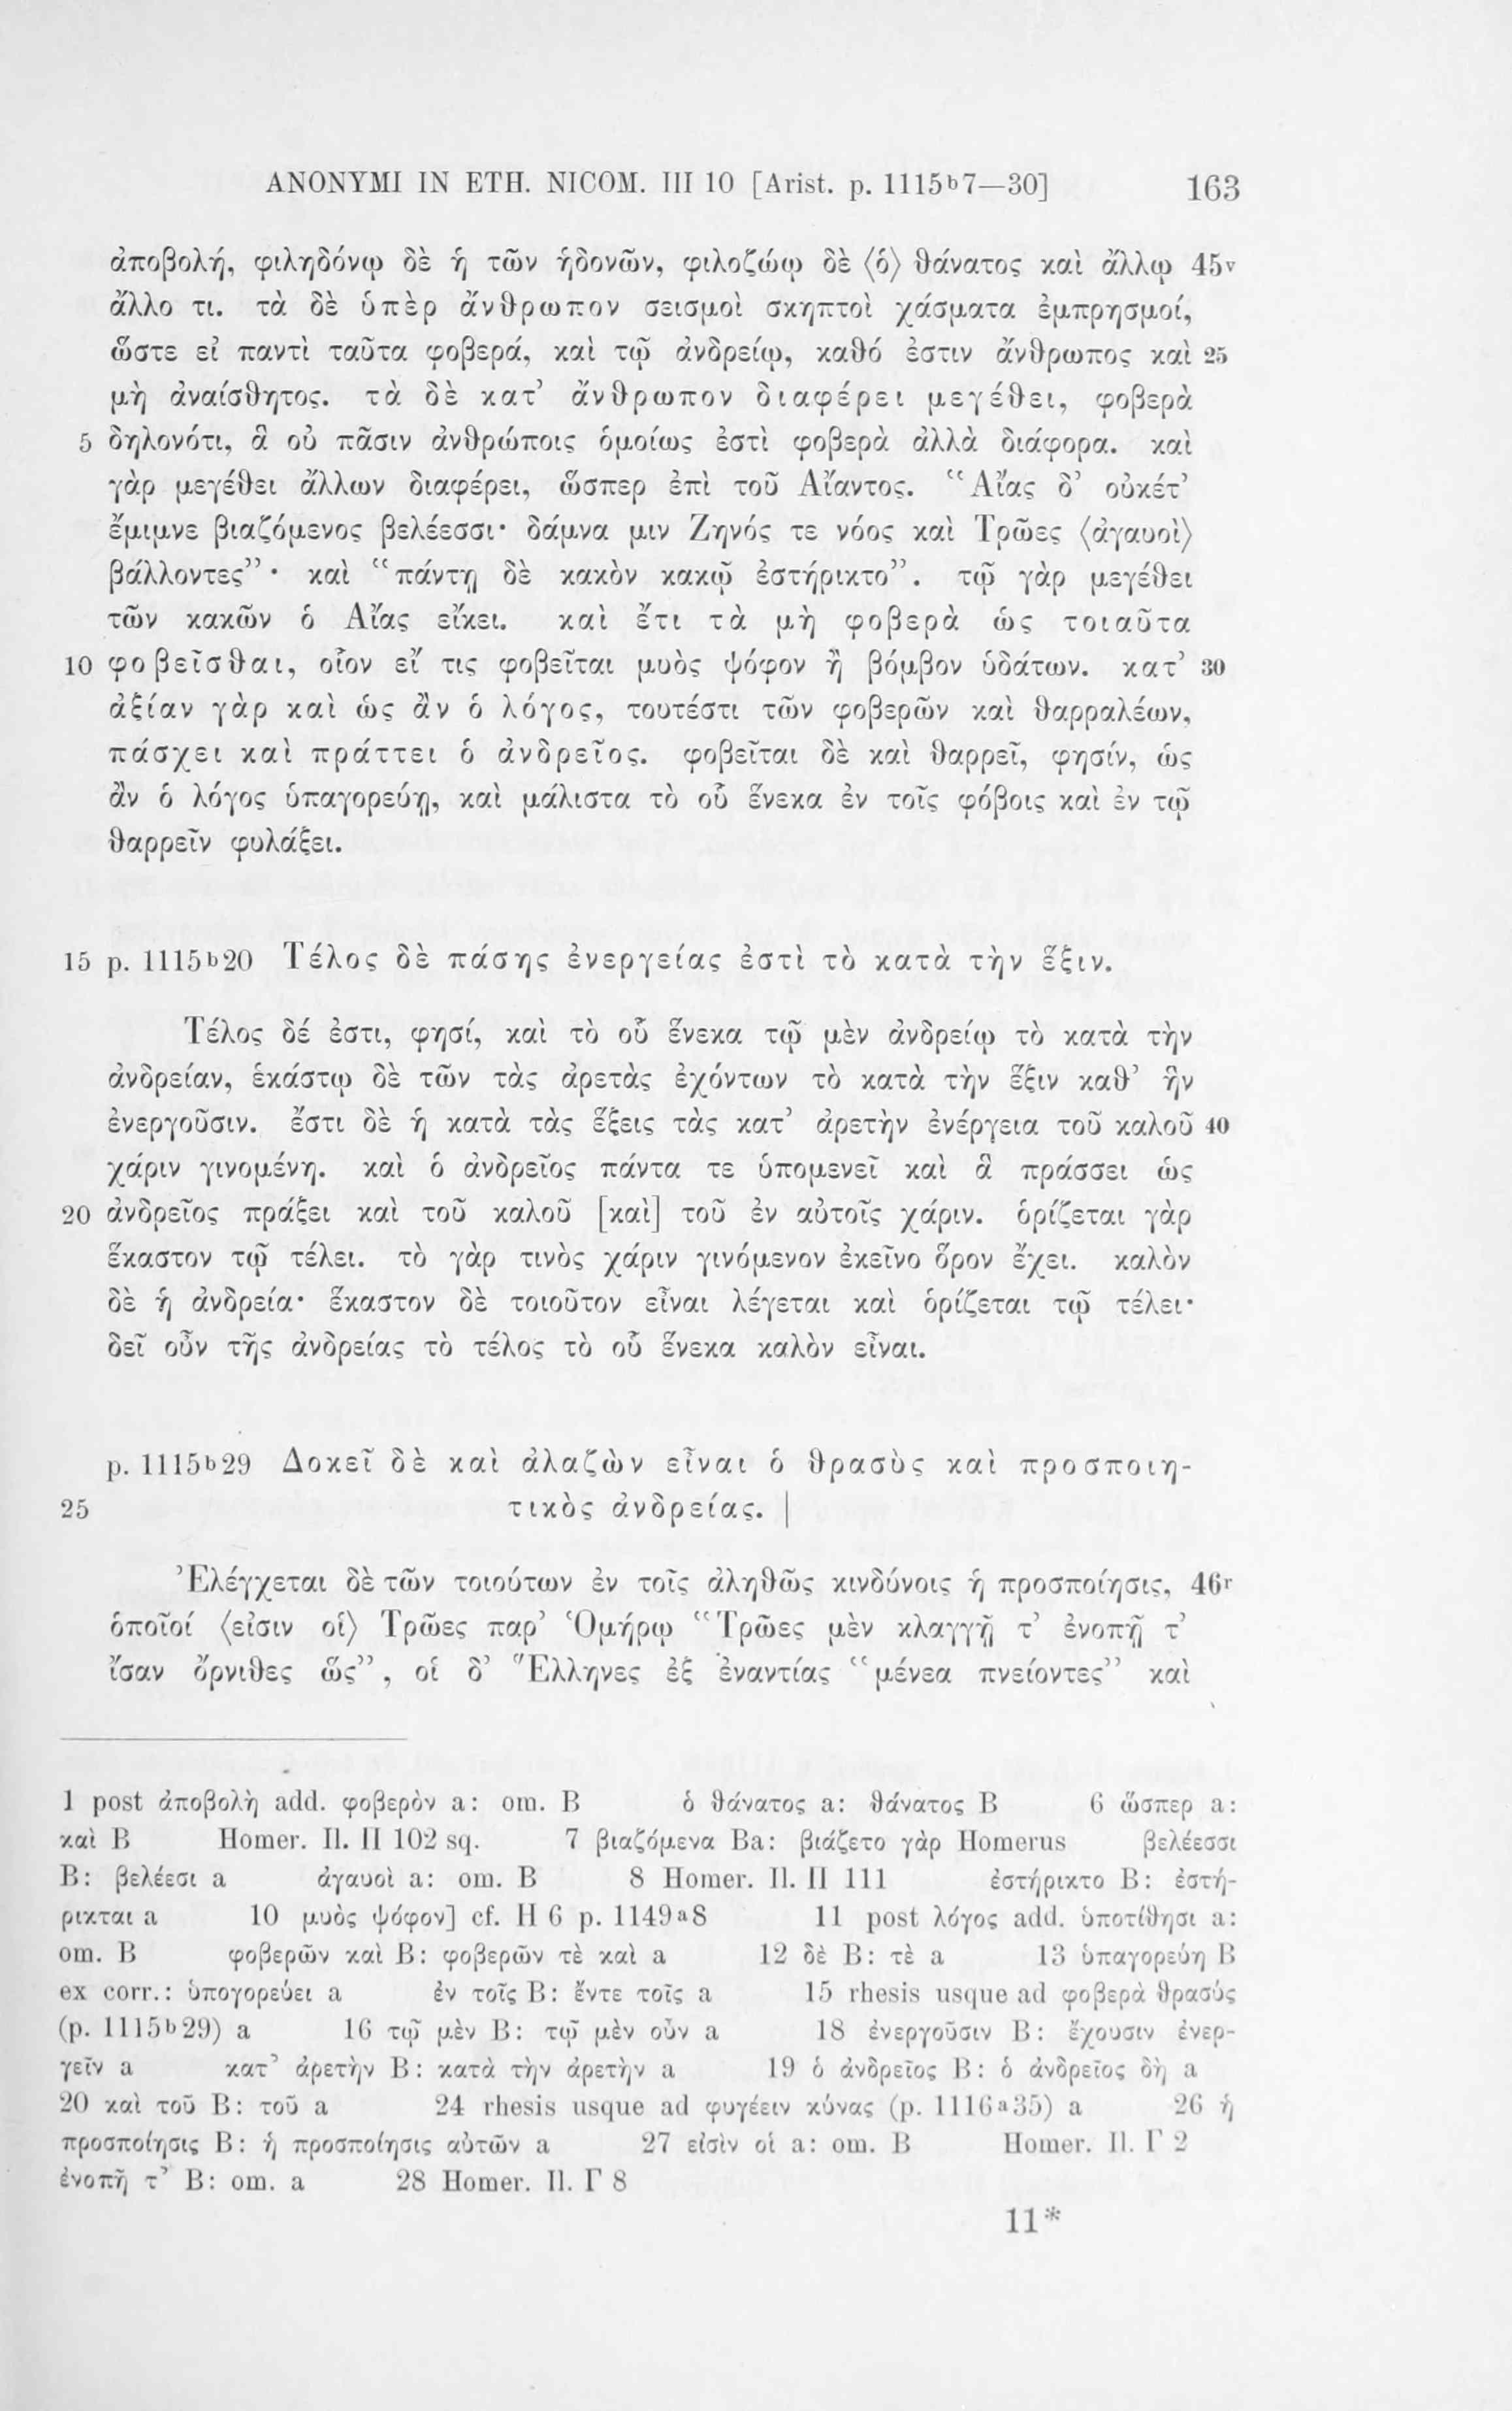 ANONYMI IN ETH. NICOM. III 10 [Arist. p. 1115ᵇ7—30] 163
ἀποβολή, φιληδόνῳ δὲ ἡ τῶν ἡδονῶν, φιλοζώῳ δὲ ⟨ὁ⟩ θάνατος καὶ ἄλλῳ 45ᵛ
ἄλλο τι. τὰ δὲ ὑπὲρ ἄνθρωπον σεισμοὶ σκηπτοὶ χάσματα ἐμπρησμοί,
ὥστε εἰ παντὶ ταῦτα φοβερά, καὶ τῷ ἀνδρείῳ, καθό ἐστιν ἄνθρωπος καὶ 25
μὴ ἀναίσθητος. τὰ δὲ κατ’ ἄνθρωπον διαφέρει μεγέθει, φοβερὰ
5 δηλονότι, ἃ οὐ πᾶσιν ἀνθρώποις ὁμοίως ἐστὶ φοβερὰ ἀλλὰ διάφορα. καὶ
γὰρ μεγέθει ἄλλων διαφέρει, ὥσπερ ἐπὶ τοῦ Αἴαντος. “Αἴας δ’ οὐκέτ’
ἔμιμνε βιαζόμενος βελέεσσι· δάμνα μιν Ζηνός τε νόος καὶ Τρῶες ⟨ἀγαυοὶ⟩
βάλλοντες”· καὶ “πάντῃ δὲ κακὸν κακῷ ἐστήρικτο”. τῷ γὰρ μεγέθει
τῶν κακῶν ὁ Αἴας εἴκει. καὶ ἔτι τὰ μὴ φοβερὰ ὡς τοιαῦτα
10 φοβεῖσθαι, οἷον εἴ τις φοβεῖται μυὸς ψόφον ἢ βόμβον ὑδάτων. κατ’ 30
ἀξίαν γὰρ καὶ ὡς ἂν ὁ λόγος, τουτέστι τῶν φοβερῶν καὶ θαρραλέων,
πάσχει καὶ πράττει ὁ ἀνδρεῖος. φοβεῖται δὲ καὶ θαρρεῖ, φησίν, ὡς
ἂν ὁ λόγος ὑπαγορεύῃ, καὶ μάλιστα τὸ οὗ ἕνεκα ἐν τοῖς φόβοις καὶ ἐν τῷ
θαρρεῖν φυλάξει.
15 p. 1115ᵇ20 Τέλος δὲ πάσης ἐνεργείας ἐστὶ τὸ κατὰ τὴν ἕξιν.
Τέλος δέ ἐστι, φησί, καὶ τὸ οὗ ἕνεκα τῷ μὲν ἀνδρείῳ τὸ κατὰ τὴν
ἀνδρείαν, ἑκάστῳ δὲ τῶν τὰς ἀρετὰς ἐχόντων τὸ κατὰ τὴν ἕξιν καθ’ ἣν
ἐνεργοῦσιν. ἔστι δὲ ἡ κατὰ τὰς ἕξεις τὰς κατ’ ἀρετὴν ἐνέργεια τοῦ καλοῦ 40
χάριν γινομένη. καὶ ὁ ἀνδρεῖος πάντα τε ὑπομενεῖ καὶ ἃ πράσσει ὡς
20 ἀνδρεῖος πράξει καὶ τοῦ καλοῦ [καὶ] τοῦ ἐν αὐτοῖς χάριν. ὁρίζεται γὰρ
ἕκαστον τῷ τέλει. τὸ γὰρ τινὸς χάριν γινόμενον ἐκεῖνο ὅρον ἔχει. καλὸν
δὲ ἡ ἀνδρεία· ἕκαστον δὲ τοιοῦτον εἶναι λέγεται καὶ ὁρίζεται τῷ τέλει·
δεῖ οὖν τῆς ἀνδρείας τὸ τέλος τὸ οὗ ἕνεκα καλὸν εἶναι.
p. 1115ᵇ29 Δοκεῖ δὲ καὶ ἀλαζὼν εἶναι ὁ θρασὺς καὶ προσποιη-
25 τικὸς ἀνδρείας. |
Ἐλέγχεται δὲ τῶν τοιούτων ἐν τοῖς ἀληθῶς κινδύνοις ἡ προσποίησις, 46ʳ
ὁποῖοί ⟨εἰσιν οἱ⟩ Τρῶες παρ’ Ὁμήρῳ “Τρῶες μὲν κλαγγῇ τ’ ἐνοπῇ τ’
ἴσαν ὄρνιθες ὥς”, οἱ δ’ Ἕλληνες ἐξ ἐναντίας “μένεα πνείοντες” καὶ
1 post ἀποβολὴ add. φοβερὸν a: om. B ὁ θάνατος a: θάνατος B 6 ὥσπερ a:
καὶ B Homer. Il. Π 102 sq. 7 βιαζόμενα Ba: βιάζετο γὰρ Homerus βελέεσσι
B: βελέεσι a ἀγαυοὶ a: om. B 8 Homer. Il. Π 111 ἐστήρικτο B: ἐστή-
ρικται a 10 μυὸς ψόφον] cf. H 6 p. 1149ᵃ8 11 post λόγος add. ὑποτίθησι a:
om. B φοβερῶν καὶ B: φοβερῶν τὲ καὶ a 12 δὲ B: τὲ a 13 ὑπαγορεύη B
ex corr.: ὑπογορεύει a ἐν τοῖς B: ἔντε τοῖς a 15 rhesis usque ad φοβερὰ θρασύς
(p. 1115ᵇ29) a 16 τῷ μὲν B: τῷ μὲν οὖν a 18 ἐνεργοῦσιν B: ἔχουσιν ἐνερ-
γεῖν a κατ’ ἀρετὴν B: κατὰ τὴν ἀρετὴν a 19 ὁ ἀνδρεῖος B: ὁ ἀνδρεῖος δὴ a
20 καὶ τοῦ B: τοῦ a 24 rhesis usque ad φυγέειν κύνας (p. 1116ᵃ35) a 26 ἡ
προσποίησις B: ἡ προσποίησις αὐτῶν a 27 εἰσὶν οἱ a: om. B Homer. Il. Γ 2
ἐνοπῆ τ’ B: om. a 28 Homer. Il. Γ 8
11*